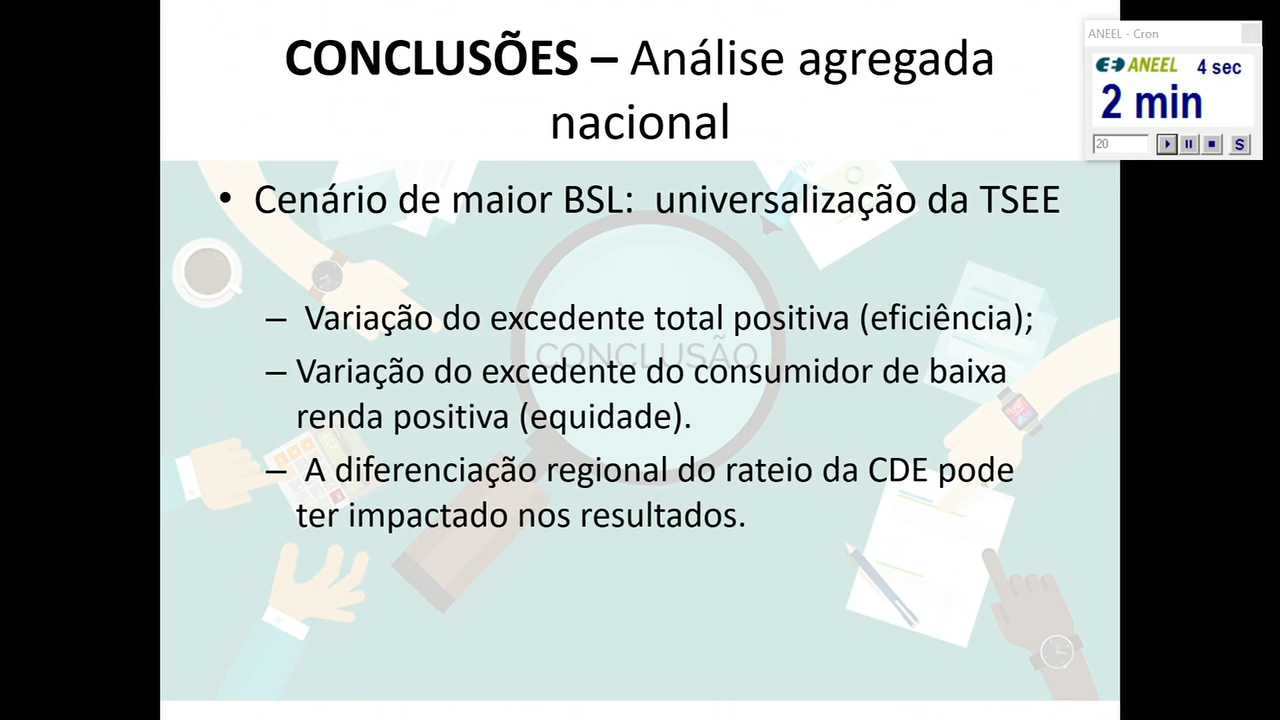 CONCLUSÕES – Análise agregada
nacional
ANEEL - Cron
ANEEL 4 sec
2 min
20
S
• Cenário de maior BSL: universalização da TSEE
CONCLUSÃO
– Variação do excedente total positiva (eficiência);
– Variação do excedente do consumidor de baixa
renda positiva (equidade).
– A diferenciação regional do rateio da CDE pode
ter impactado nos resultados.